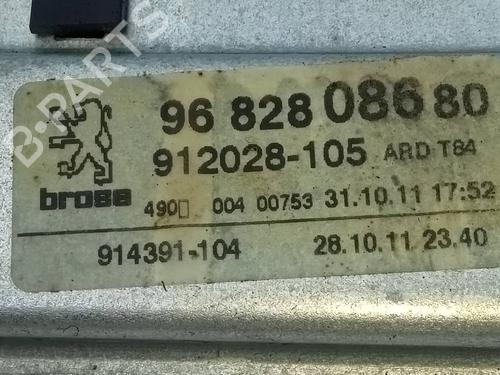 96 828 086 80
912028-105 ARD T84
brose
490□ 004 00753 31.10.11 17:52
914391-104 28.10.11 23.40
B-PARTS